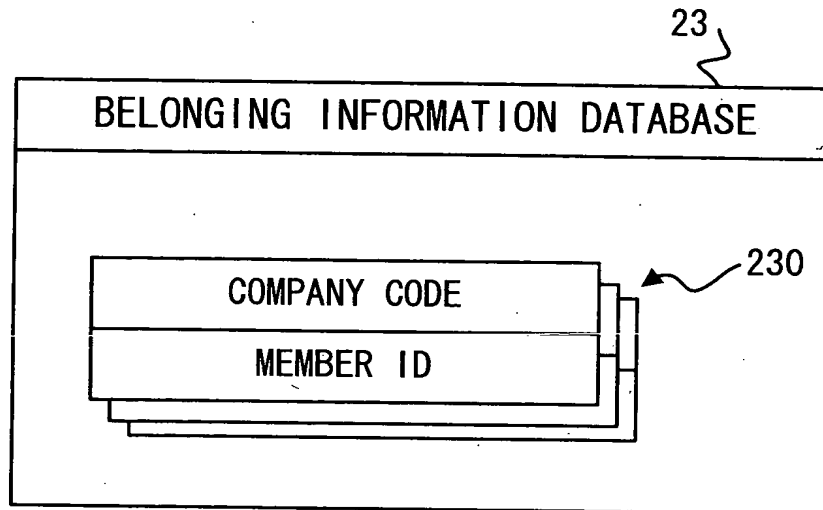 23
BELONGING INFORMATION DATABASE
230
COMPANY CODE
MEMBER ID